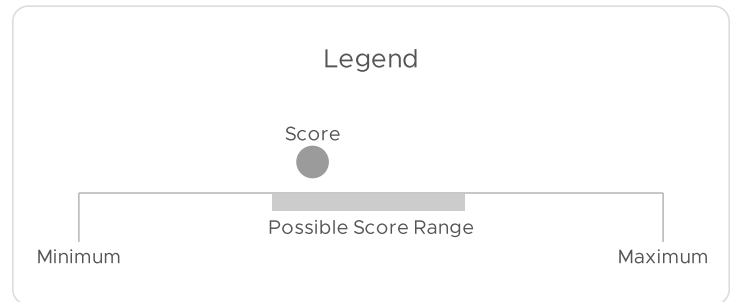 Legend
Score
Possible Score Range
Minimum
Maximum